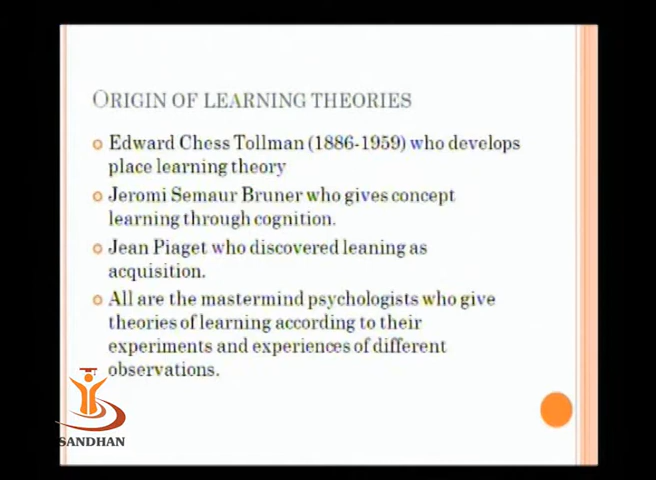 ORIGIN OF LEARNING THEORIES
Edward Chess Tollman (1886-1959) who develops
place learning theory
Jeromi Semaur Bruner who gives concept
learning through cognition.
Jean Piaget who discovered leaning as
acquisition.
All are the mastermind psychologists who give
theories of learning according to their
experiments and experiences of different
observations.
SANDHAN